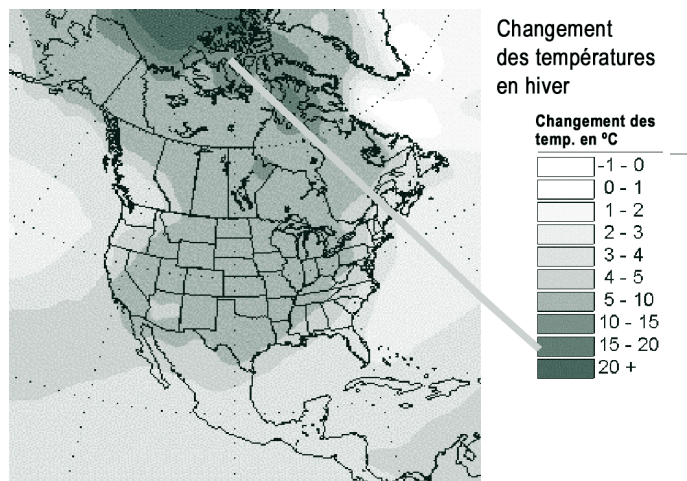 Changement
des températures
en hiver
Changement des
temp. en ºC
-1 - 0
0 - 1
1 - 2
2 - 3
3 - 4
4 - 5
5 - 10
10 - 15
15 - 20
20 +